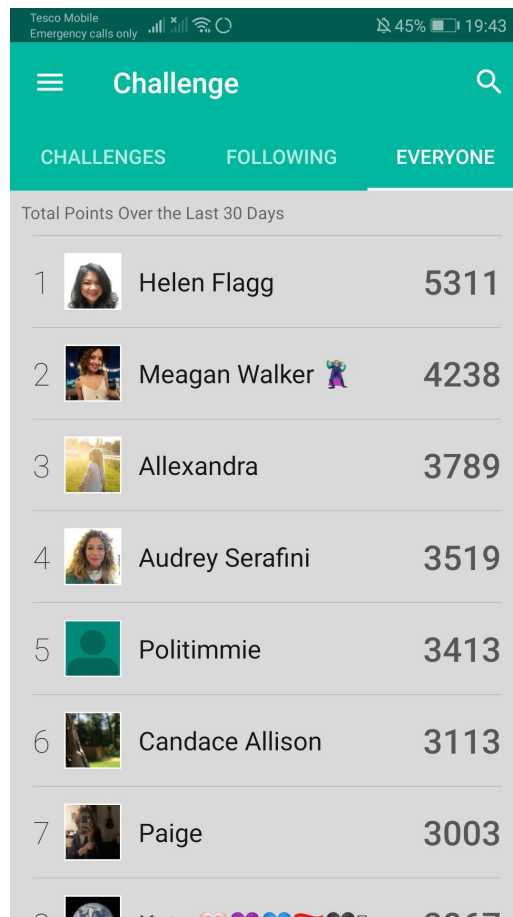 Tesco Mobile
Emergency calls only
45% 19:43
Challenge
CHALLENGES FOLLOWING EVERYONE
Total Points Over the Last 30 Days
1 Helen Flagg 5311
2 Meagan Walker 🧛‍♀️ 4238
3 Allexandra 3789
4 Audrey Serafini 3519
5 Politimmie 3413
6 Candace Allison 3113
7 Paige 3003